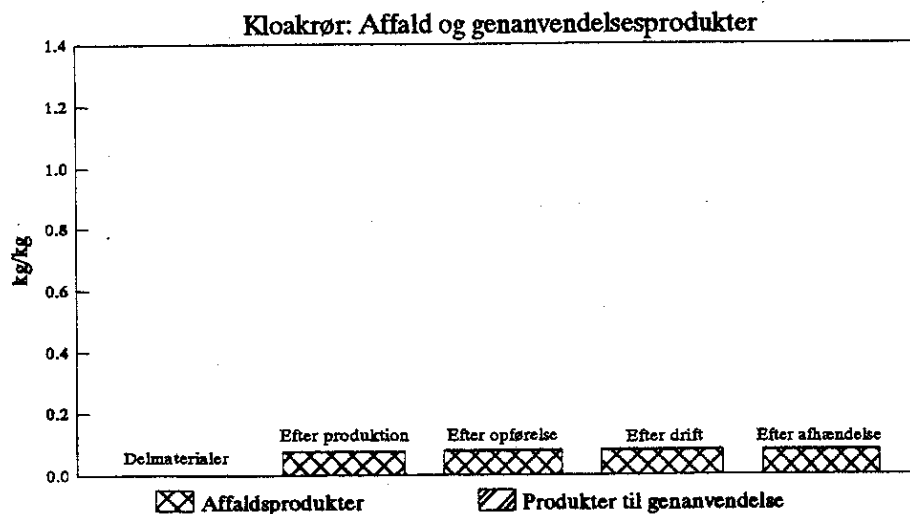 Kloakrør: Affald og genanvendelsesprodukter
1.4
1.2
1.0
0.8
0.6
0.4
0.2
0.0
kg/kg
Delmaterialer
Efter produktion
Efter opførelse
Efter drift
Efter afhændelse
Affaldsprodukter
Produkter til genanvendelse